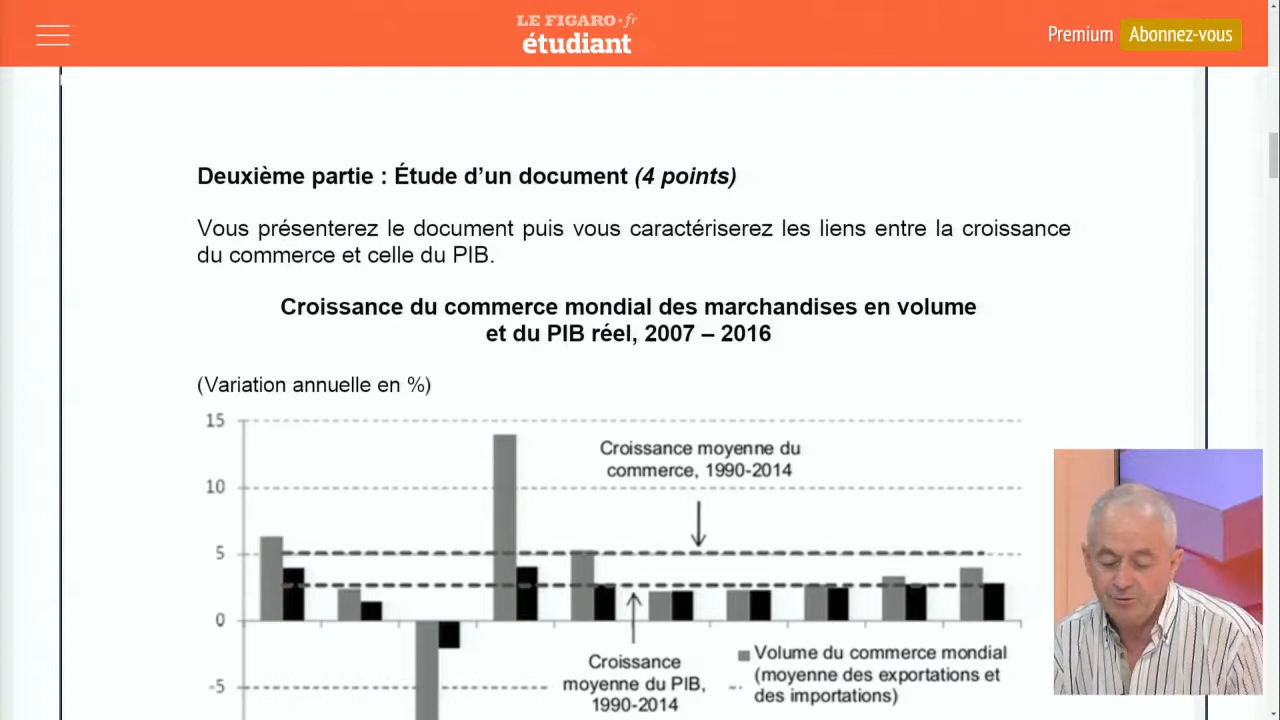 LE FIGARO·fr
étudiant
Premium
Abonnez-vous
Deuxième partie : Étude d'un document (4 points)
Vous présenterez le document puis vous caractériserez les liens entre la croissance
du commerce et celle du PIB.
Croissance du commerce mondial des marchandises en volume
et du PIB réel, 2007 – 2016
(Variation annuelle en %)
15
10
5
0
-5
Croissance moyenne du
commerce, 1990-2014
Croissance
moyenne du PIB,
1990-2014
Volume du commerce mondial
(moyenne des exportations et
des importations)